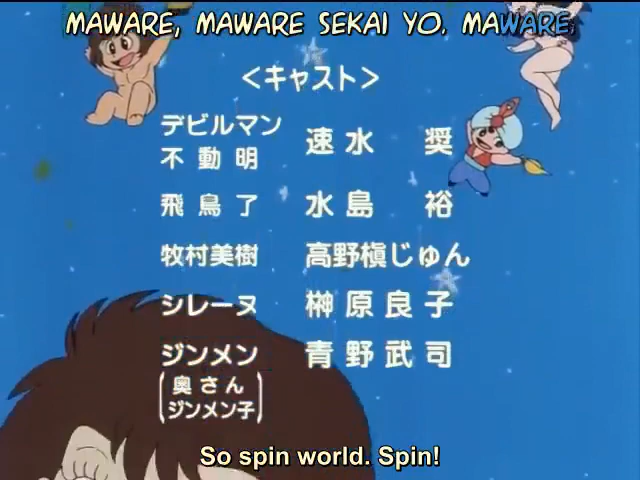 MAWARE, MAWARE SEKAI YO. MAWARE,
<キャスト>
デビルマン
不動明 速水 奨
飛鳥了 水島 裕
牧村美樹 高野槇じゅん
シレーヌ 榊原良子
ジンメン 青野武司
(奥さん
ジンメン子)
So spin world. Spin!